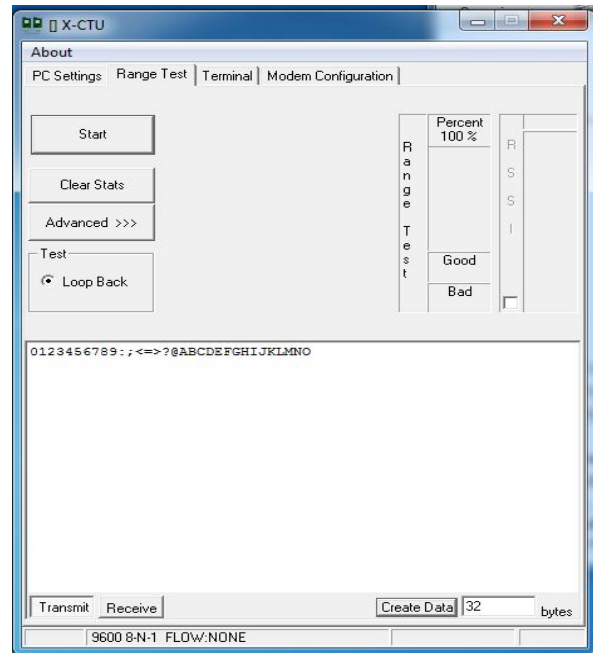 [] X-CTU
About
PC Settings Range Test Terminal Modem Configuration
Start
Clear Stats
Advanced >>>
Test
Loop Back
Range Test
Percent
100 %
Good
Bad
RSSI
0123456789:;<=>?@ABCDEFGHIJKLMNO
Transmit Receive Create Data 32 bytes
9600 8-N-1 FLOW:NONE